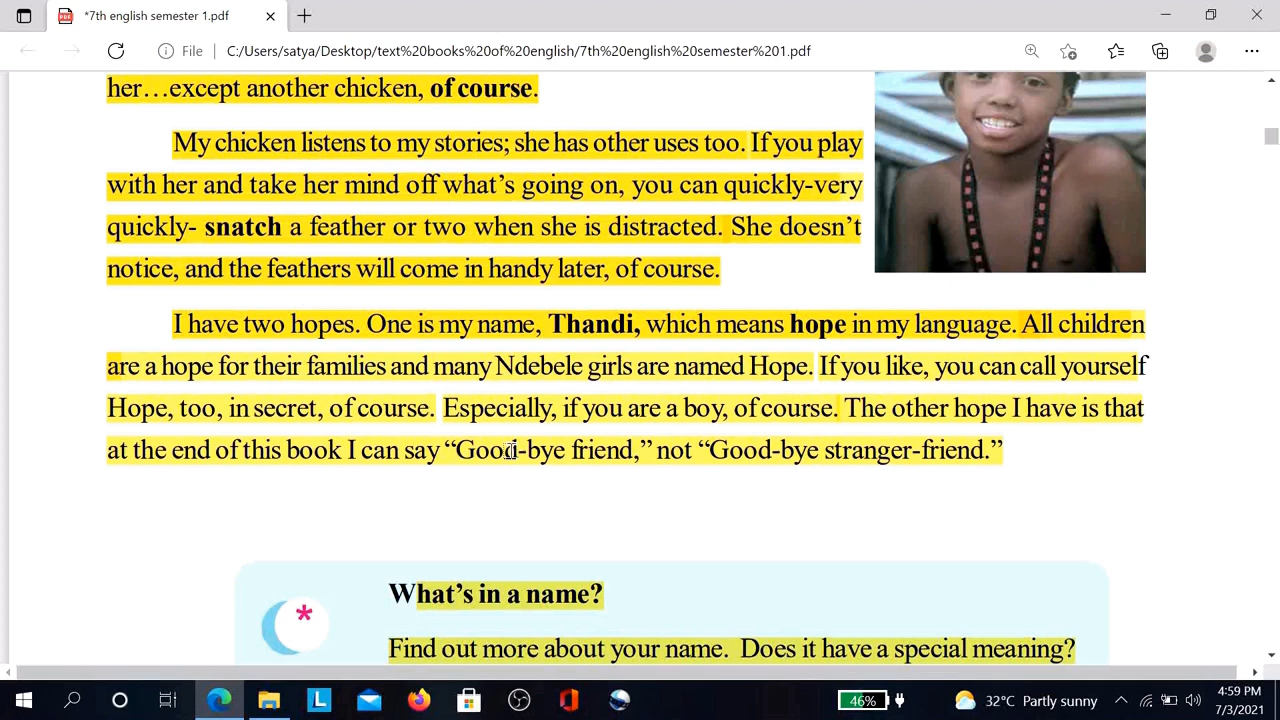 *7th english semester 1.pdf
File C:/Users/satya/Desktop/text%20books%20of%20english/7th%20english%20semester%201.pdf
her…except another chicken, of course.
My chicken listens to my stories; she has other uses too. If you play
with her and take her mind off what’s going on, you can quickly-very
quickly- snatch a feather or two when she is distracted. She doesn’t
notice, and the feathers will come in handy later, of course.
I have two hopes. One is my name, Thandi, which means hope in my language. All children
are a hope for their families and many Ndebele girls are named Hope. If you like, you can call yourself
Hope, too, in secret, of course. Especially, if you are a boy, of course. The other hope I have is that
at the end of this book I can say “Good-bye friend,” not “Good-bye stranger-friend.”
What’s in a name?
*
Find out more about your name. Does it have a special meaning?
L
46%
32°C Partly sunny
4:59 PM
7/3/2021